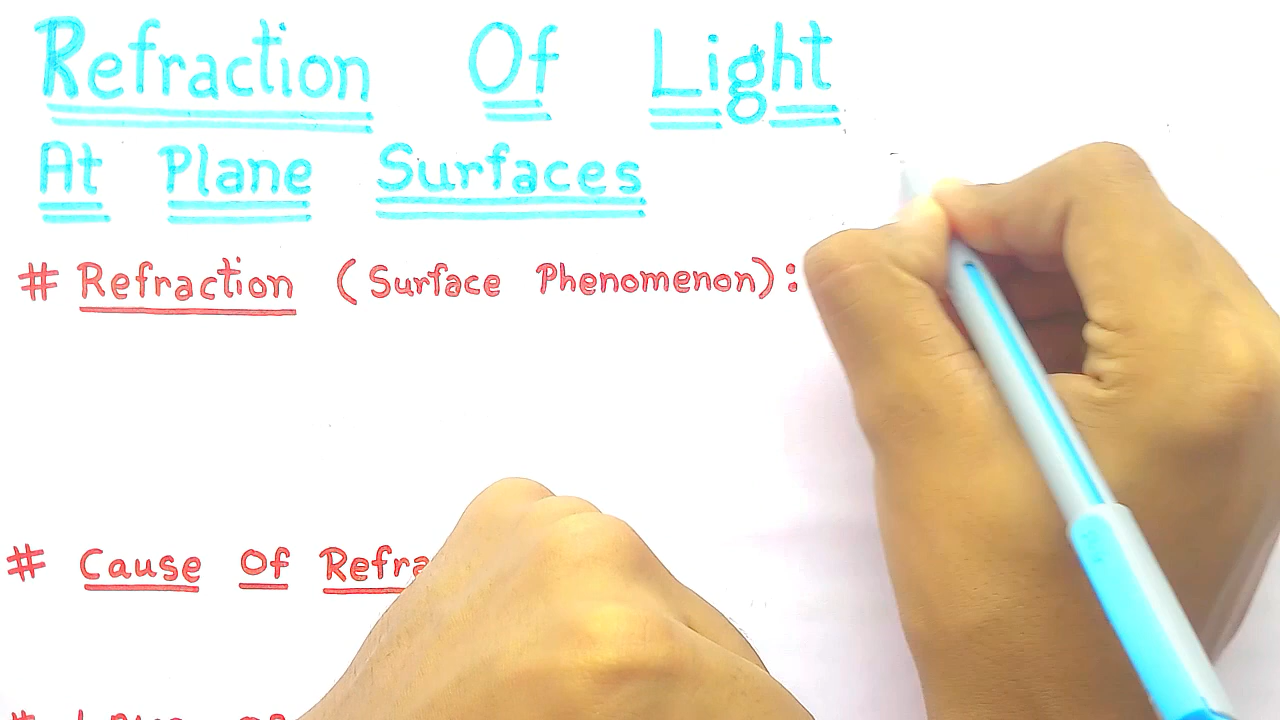 Refraction Of Light
At Plane Surfaces
# Refraction (Surface Phenomenon):
# Cause Of Refra
#